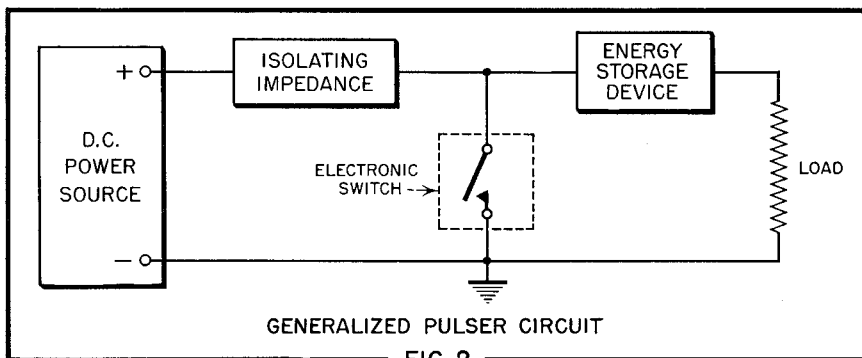 +
ISOLATING
IMPEDANCE
ENERGY
STORAGE
DEVICE
D.C.
POWER
SOURCE
ELECTRONIC
SWITCH
LOAD
−
GENERALIZED PULSER CIRCUIT